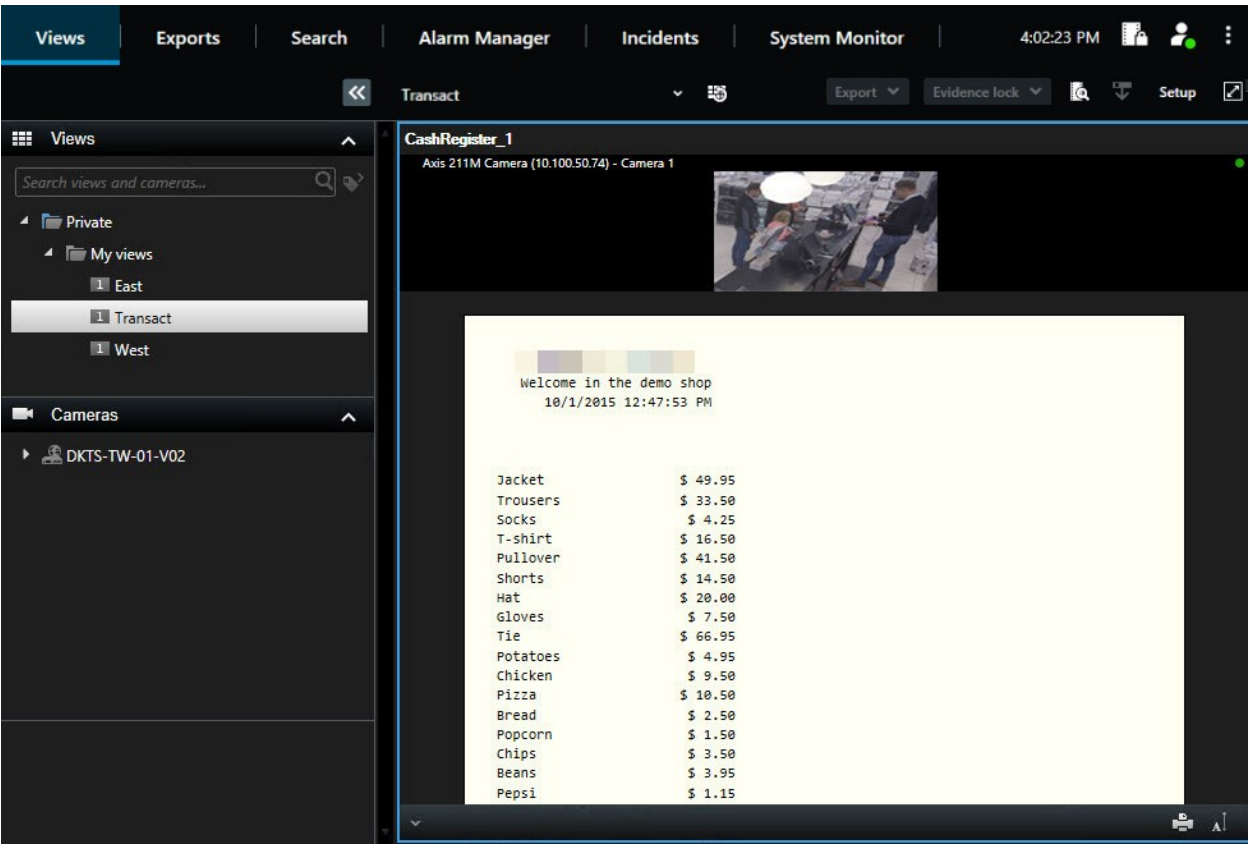 Views Exports Search Alarm Manager Incidents System Monitor 4:02:23 PM
Transact Export Evidence lock Setup
Views
Search views and cameras...
Private
My views
1 East
1 Transact
1 West
Cameras
DKTS-TW-01-V02
CashRegister_1
Axis 211M Camera (10.100.50.74) - Camera 1
Welcome in the demo shop
10/1/2015 12:47:53 PM
Jacket $ 49.95
Trousers $ 33.50
Socks $ 4.25
T-shirt $ 16.50
Pullover $ 41.50
Shorts $ 14.50
Hat $ 20.00
Gloves $ 7.50
Tie $ 66.95
Potatoes $ 4.95
Chicken $ 9.50
Pizza $ 10.50
Bread $ 2.50
Popcorn $ 1.50
Chips $ 3.50
Beans $ 3.95
Pepsi $ 1.15
A